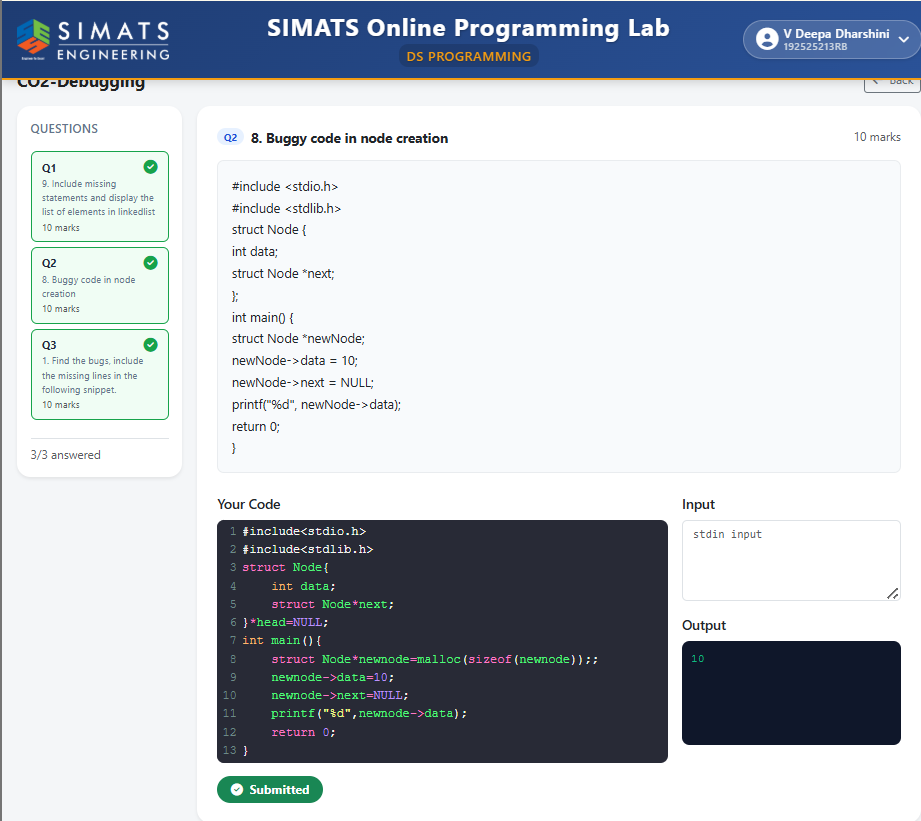 SIMATS
ENGINEERING
SIMATS Online Programming Lab
DS PROGRAMMING
V Deepa Dharshini
192525213RB
CO2-Debugging
Back
QUESTIONS
Q1
9. Include missing
statements and display the
list of elements in linkedlist
10 marks
Q2
8. Buggy code in node
creation
10 marks
Q3
1. Find the bugs, include
the missing lines in the
following snippet.
10 marks
3/3 answered
Q2 8. Buggy code in node creation
10 marks
#include <stdio.h>
#include <stdlib.h>
struct Node {
int data;
struct Node *next;
};
int main() {
struct Node *newNode;
newNode->data = 10;
newNode->next = NULL;
printf("%d", newNode->data);
return 0;
}
Your Code
1 #include<stdio.h>
2 #include<stdlib.h>
3 struct Node{
4     int data;
5     struct Node*next;
6 }*head=NULL;
7 int main(){
8     struct Node*newnode=malloc(sizeof(newnode));;
9     newnode->data=10;
10     newnode->next=NULL;
11     printf("%d",newnode->data);
12     return 0;
13 }
Submitted
Input
stdin input
Output
10